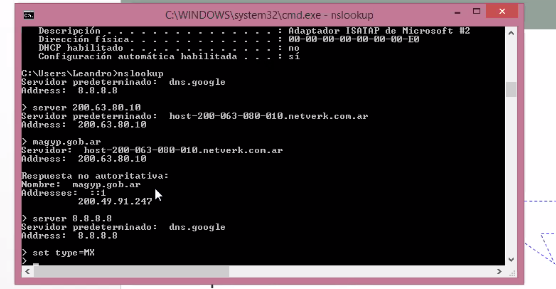 C:\WINDOWS\system32\cmd.exe - nslookup
Descripción . . . . . . . . . . . . . . . : Adaptador ISATAP de Microsoft #2
Dirección física. . . . . . . . . . . . . : 00-00-00-00-00-00-00-E0
DHCP habilitado . . . . . . . . . . . . . : no
Configuración automática habilitada . . . : sí
C:\Users\Leandro>nslookup
Servidor predeterminado:  dns.google
Address:  8.8.8.8
> server 200.63.80.10
Servidor predeterminado:  host-200-063-080-010.netverk.com.ar
Address:  200.63.80.10
> magyp.gob.ar
Servidor:  host-200-063-080-010.netverk.com.ar
Address:  200.63.80.10
Respuesta no autoritativa:
Nombre:  magyp.gob.ar
Addresses:  ::1
200.49.91.247
> server 8.8.8.8
Servidor predeterminado:  dns.google
Address:  8.8.8.8
> set type=MX
>